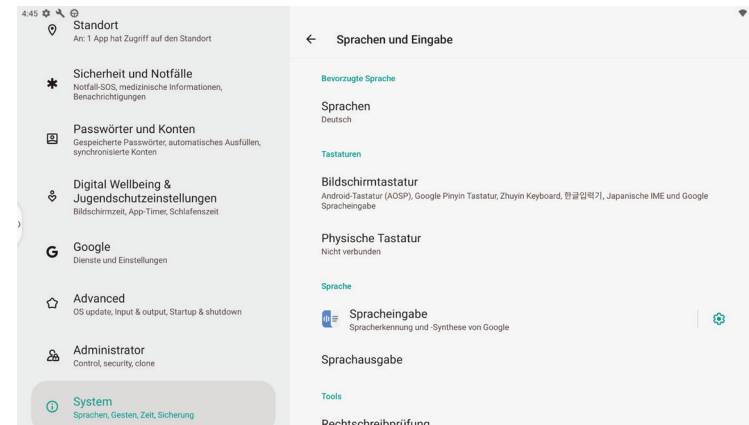 4:45
Standort
An: 1 App hat Zugriff auf den Standort
Sicherheit und Notfälle
Notfall-SOS, medizinische Informationen,
Benachrichtigungen
Passwörter und Konten
Gespeicherte Passwörter, automatisches Ausfüllen,
synchronisierte Konten
Digital Wellbeing &
Jugendschutzeinstellungen
Bildschirmzeit, App-Timer, Schlafenszeit
Google
Dienste und Einstellungen
Advanced
OS update, Input & output, Startup & shutdown
Administrator
Control, security, clone
System
Sprachen, Gesten, Zeit, Sicherung
Sprachen und Eingabe
Bevorzugte Sprache
Sprachen
Deutsch
Tastaturen
Bildschirmtastatur
Android-Tastatur (AOSP), Google Pinyin Tastatur, Zhuyin Keyboard, 한글입력기, Japanische IME und Google
Spracheingabe
Physische Tastatur
Nicht verbunden
Sprache
Spracheingabe
Spracherkennung und -Synthese von Google
Sprachausgabe
Tools
Rechtschreibprüfung